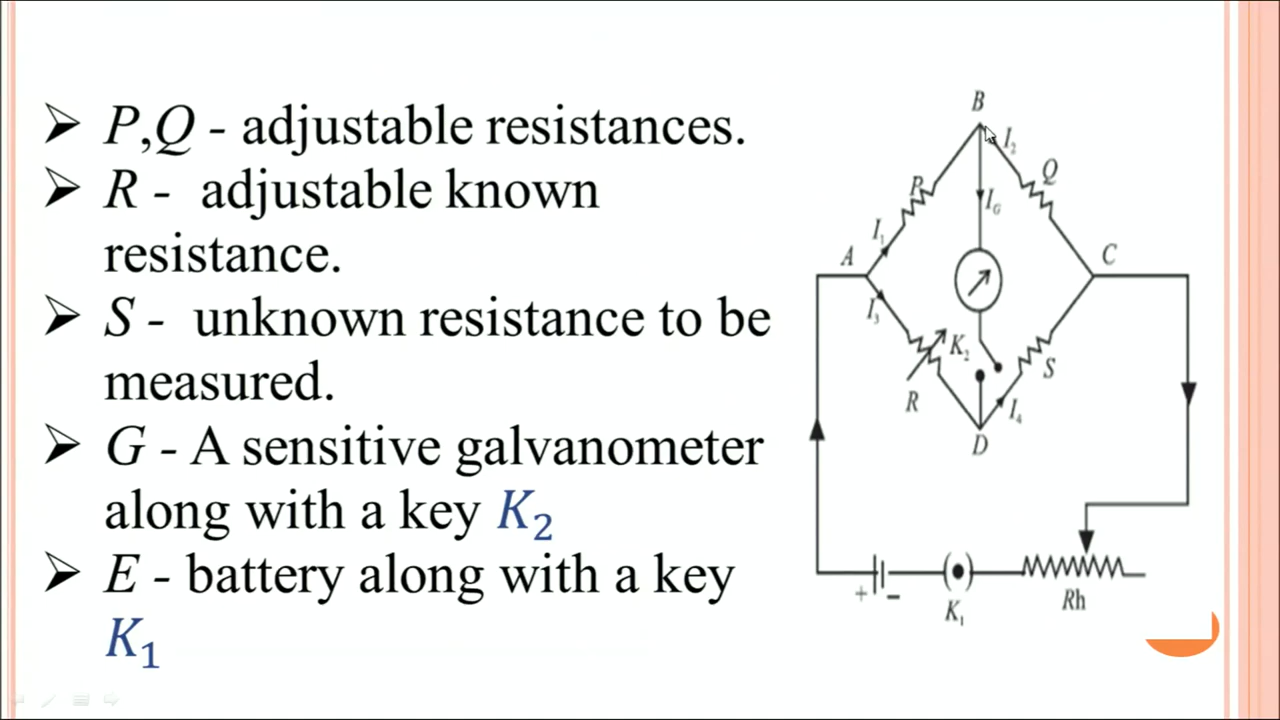 ➢ P,Q - adjustable resistances.
➢ R - adjustable known
resistance.
➢ S - unknown resistance to be
measured.
➢ G - A sensitive galvanometer
along with a key K₂
➢ E - battery along with a key
K₁
B
I₂
P
Q
I_G
I₁
A
C
I₃
K₂
S
R
I₄
D
+
−
K₁
Rh